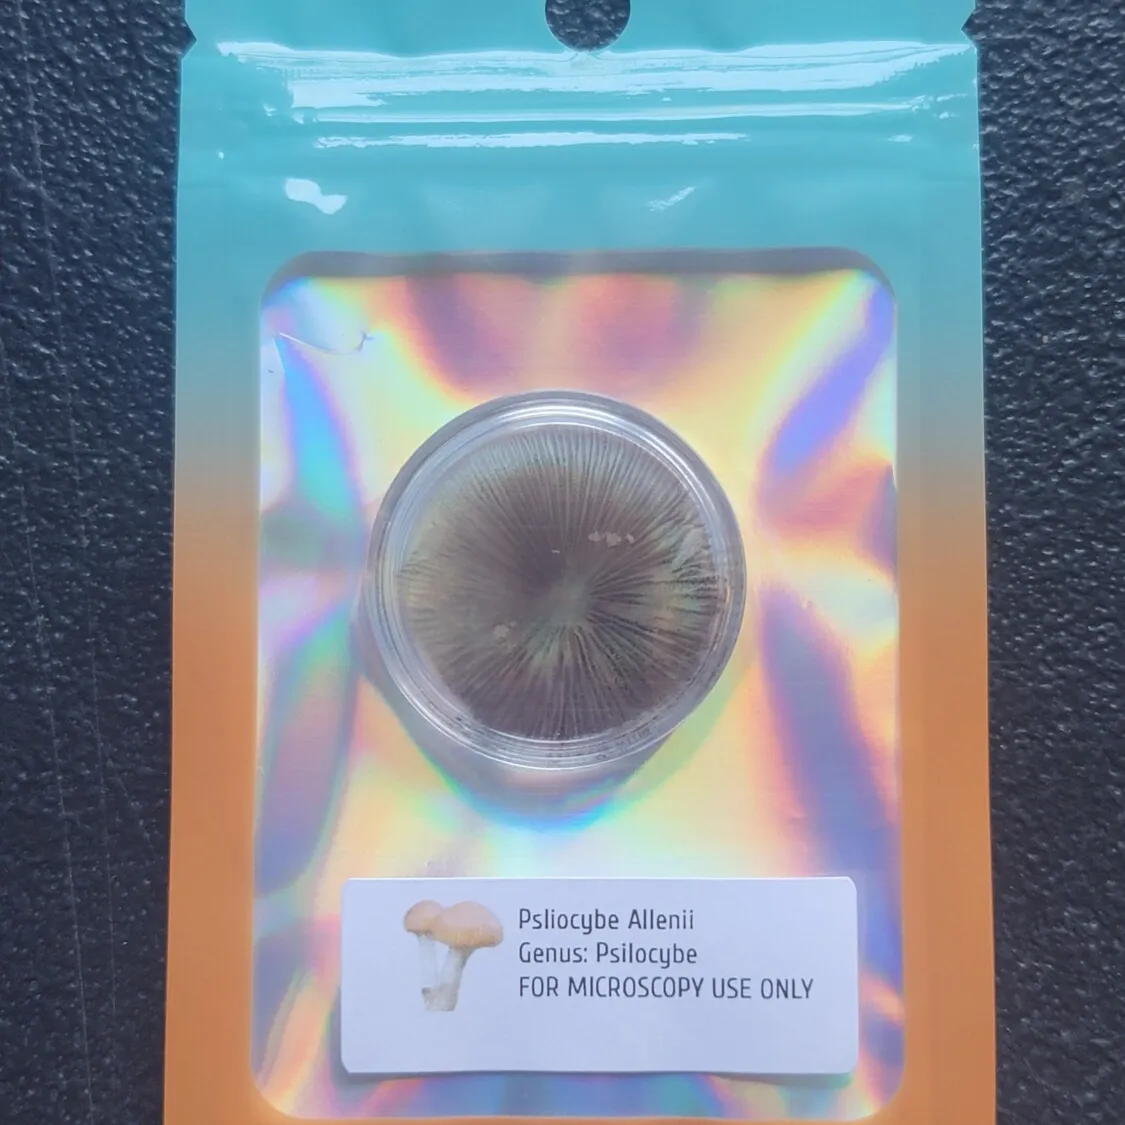 Psliocybe Allenii
Genus: Psilocybe
FOR MICROSCOPY USE ONLY